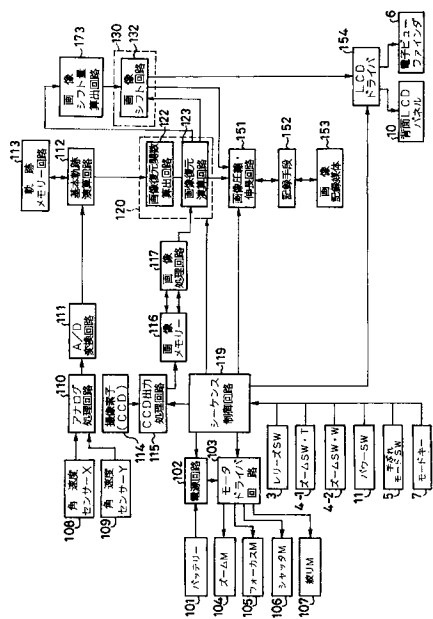 108
角 速度
センサーX
109
角 速度
センサーY
110
アナログ
処理回路
111
A/D
変換回路
112
基本軌跡
演算回路
113
軌 跡
メモリー回路
114
撮像素子
(CCD)
115
CCD出力
処理回路
116
画 像
メモリー
117
画 像
処理回路
119
シーケンス
制御回路
120
122
画像復元関数
算出回路
123
画像復元
演算回路
130
132
画 像
シフト回路
173
画 像
シフト量
算出回路
151
画像圧縮・
伸長回路
152
記録手段
153
画 像
記録媒体
154
LCD
ドライバ
6
電子ビュー
ファインダ
10
背面LCD
パネル
101
バッテリー
102
電源回路
103
モータ
ドライバ
回 路
104
ズームM
105
フォーカスM
106
シャッタM
107
絞りM
3
レリーズSW
4-1
ズームSW・T
4-2
ズームSW・W
11
パワーSW
5
手ぶれ
モードSW
7
モードキー